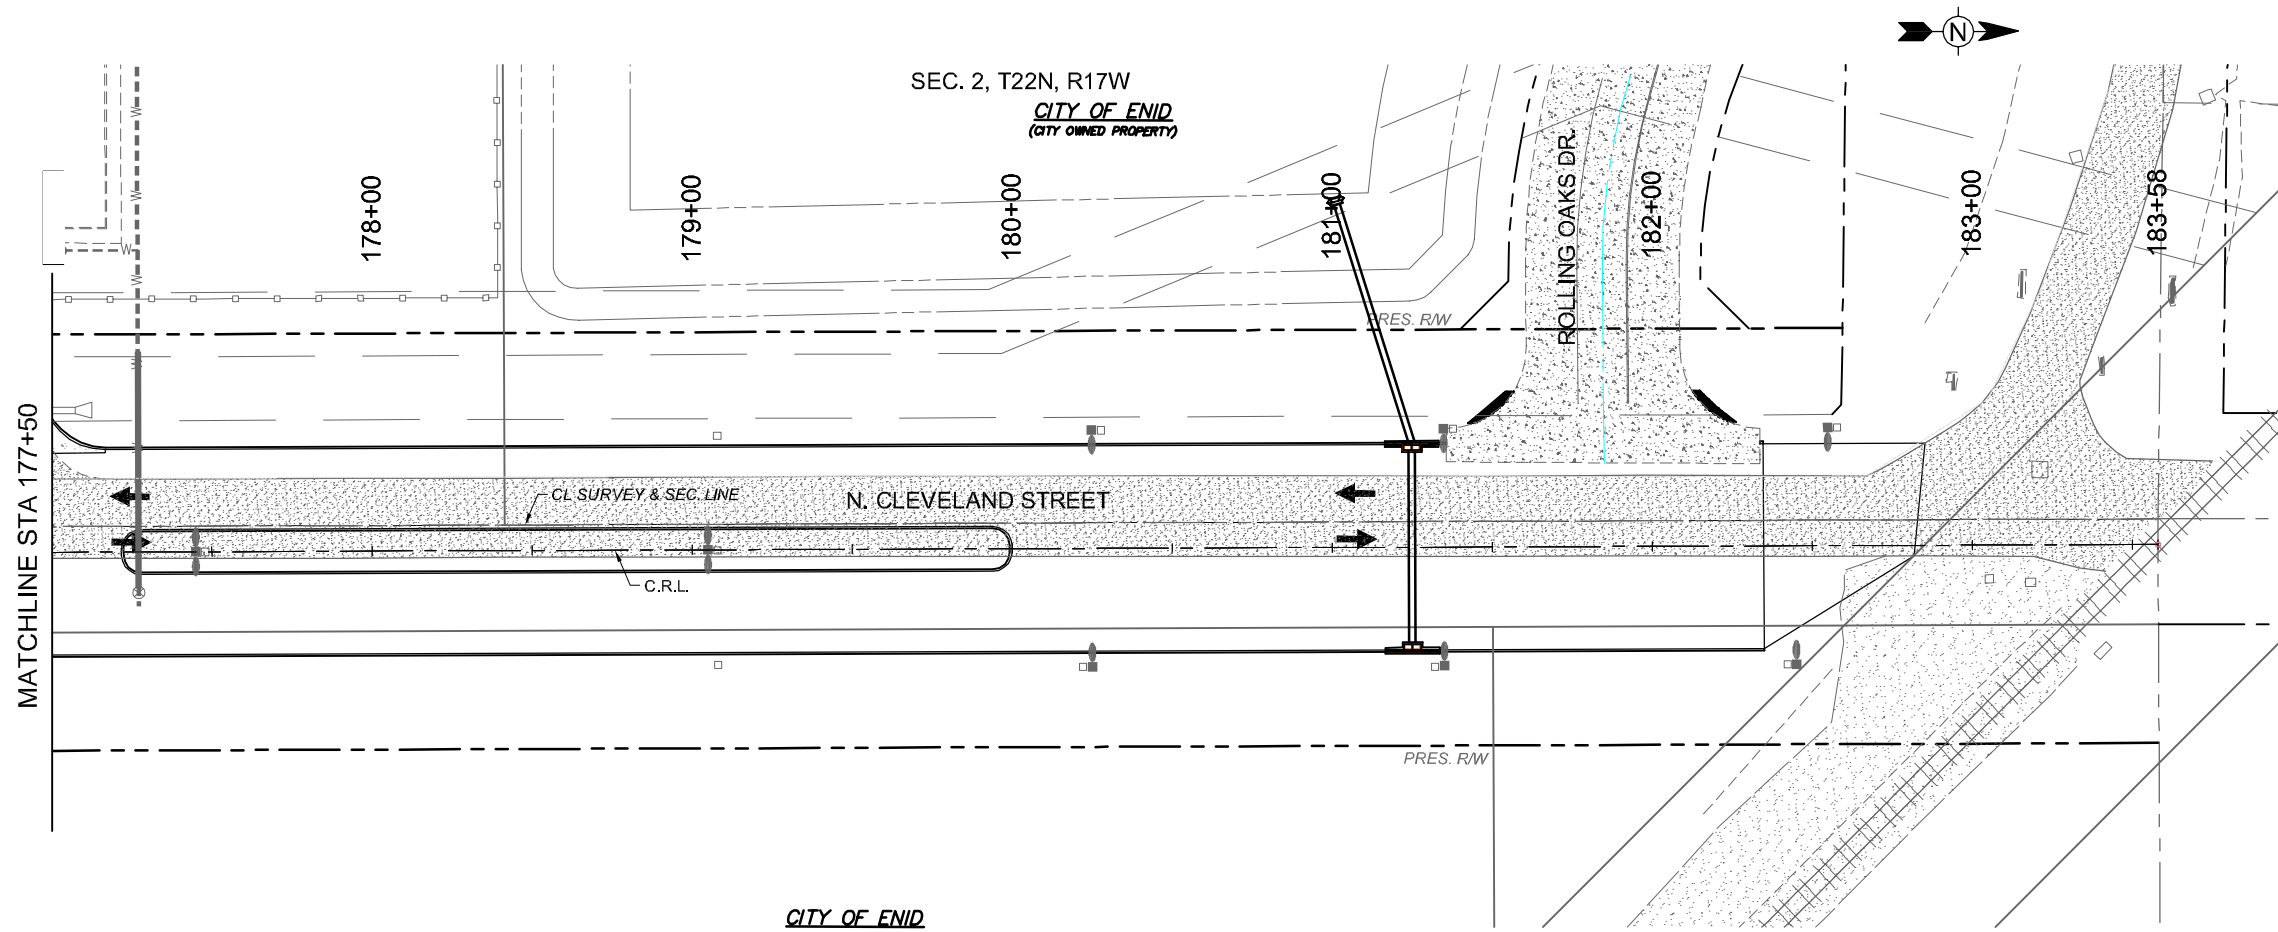 N
SEC. 2, T22N, R17W
CITY OF ENID
(CITY OWNED PROPERTY)
178+00
179+00
180+00
181+00
ROLLING OAKS DR.
182+00
183+00
183+58
PRES. R/W
MATCHLINE STA 177+50
CL SURVEY & SEC. LINE
N. CLEVELAND STREET
C.R.L.
PRES. R/W
CITY OF ENID